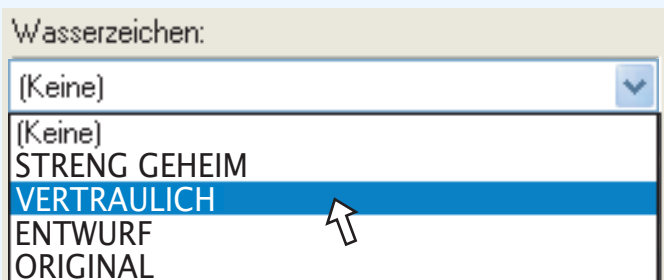 Wasserzeichen:
(Keine)
(Keine)
STRENG GEHEIM
VERTRAULICH
ENTWURF
ORIGINAL